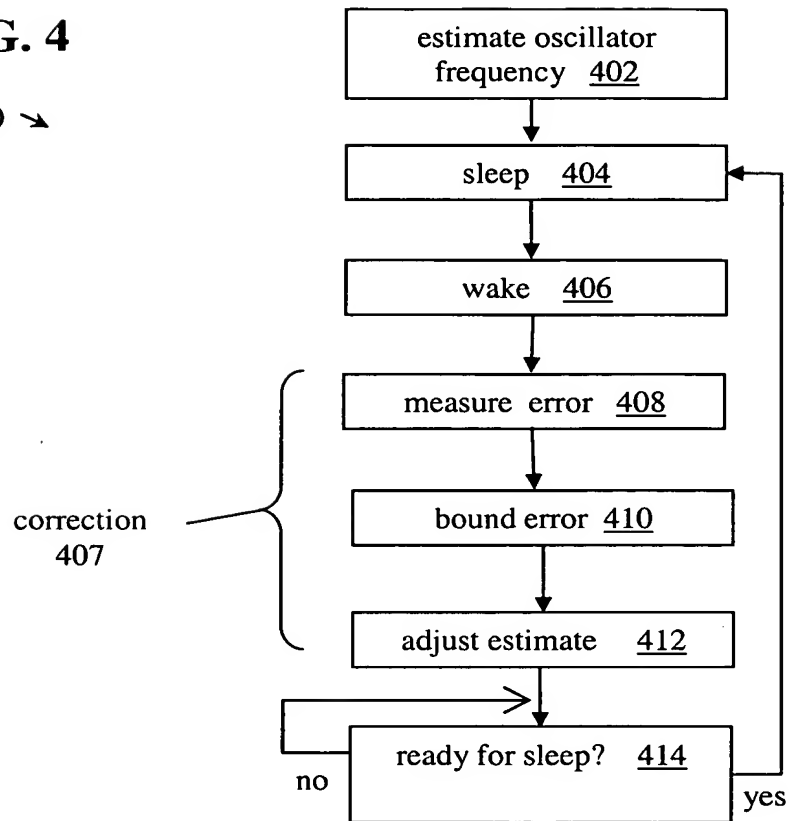 G. 4
estimate oscillator
frequency 402
sleep 404
wake 406
measure error 408
correction
407
bound error 410
adjust estimate 412
ready for sleep? 414
no
yes